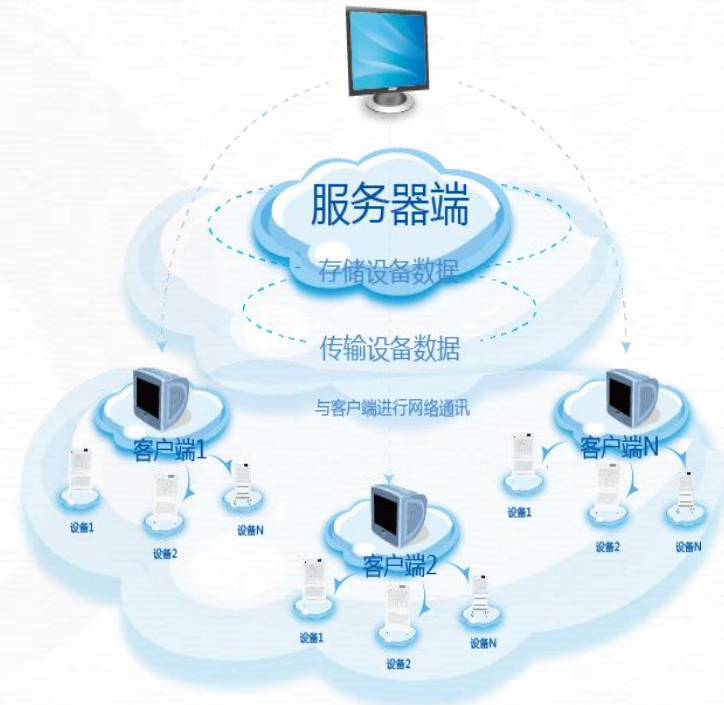 服务器端
存储设备数据
传输设备数据
与客户端进行网络通讯
客户端1
设备1
设备2
设备N
客户端2
设备1
设备2
设备N
客户端N
设备1
设备2
设备N